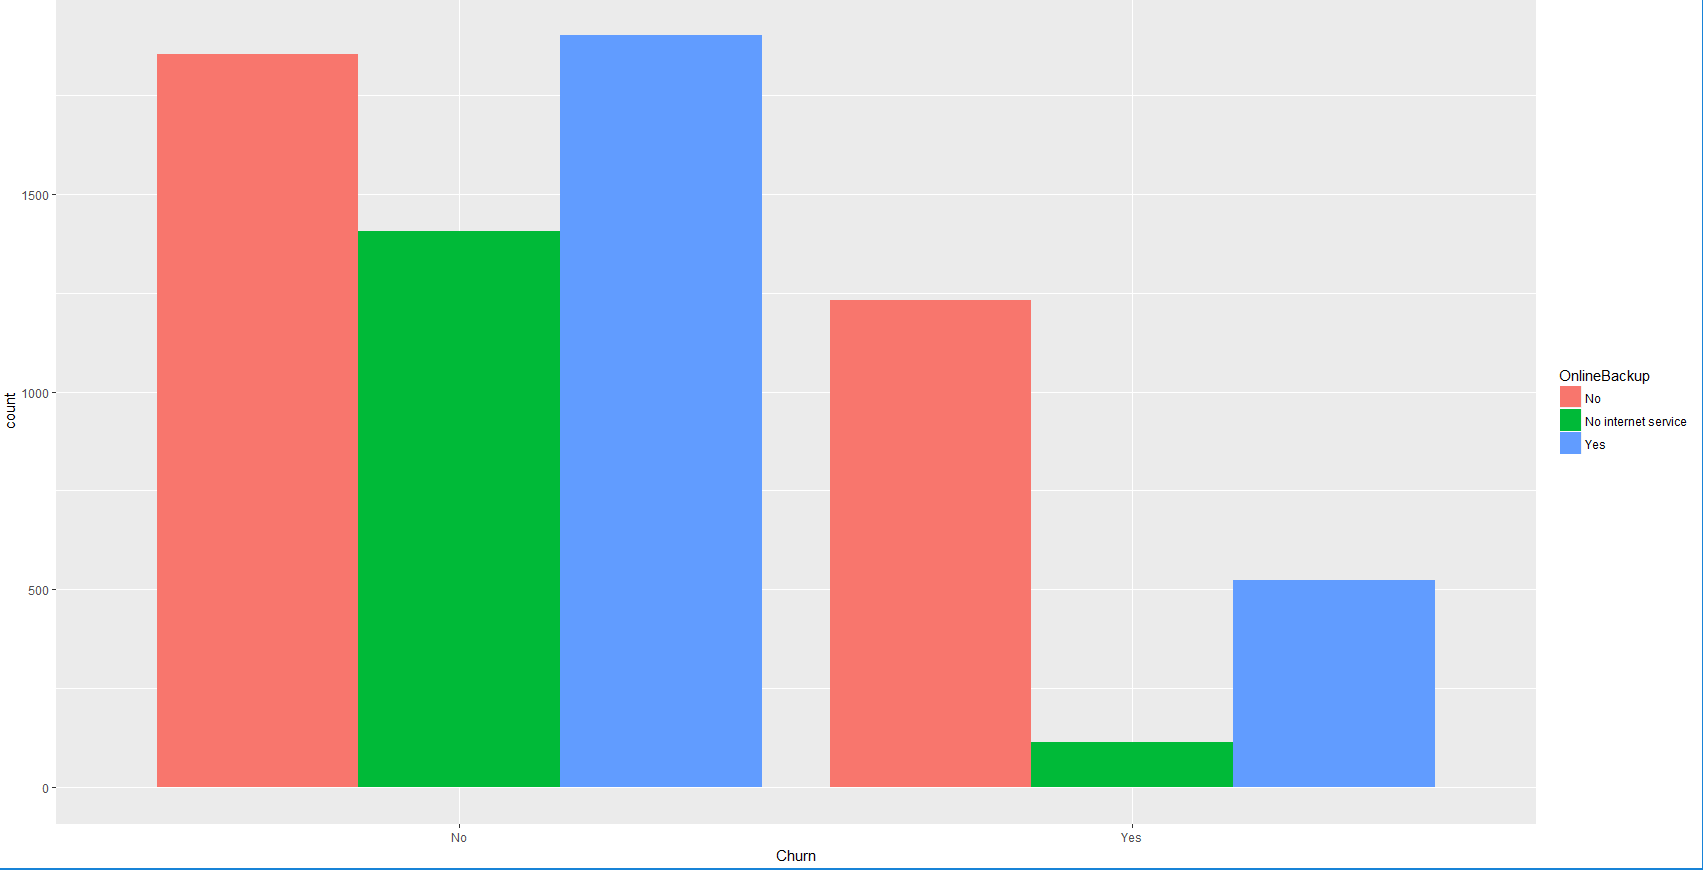 count
1500
1000
500
0
No
Yes
Churn
OnlineBackup
No
No internet service
Yes